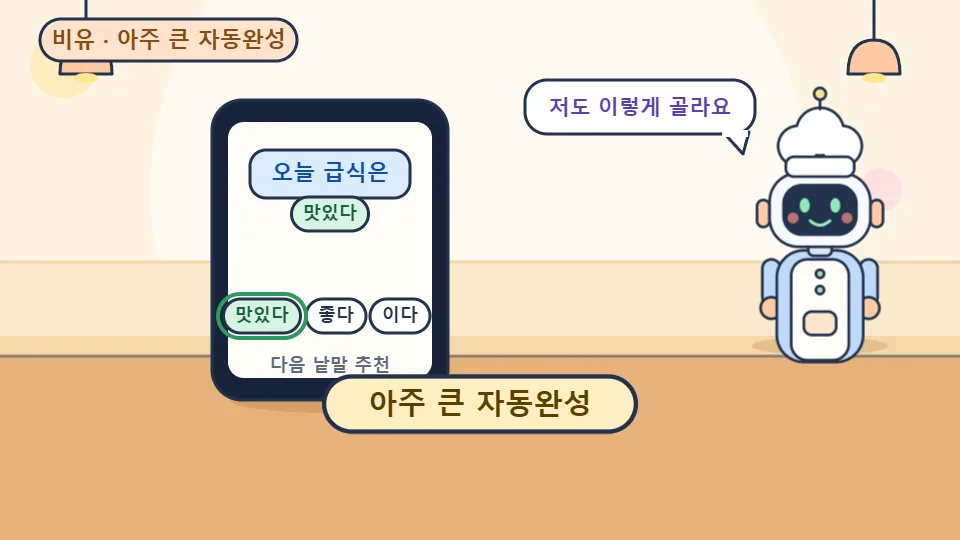 비유 · 아주 큰 자동완성
저도 이렇게 골라요
오늘 급식은
맛있다
맛있다 좋다 이다
다음 낱말 추천
아주 큰 자동완성